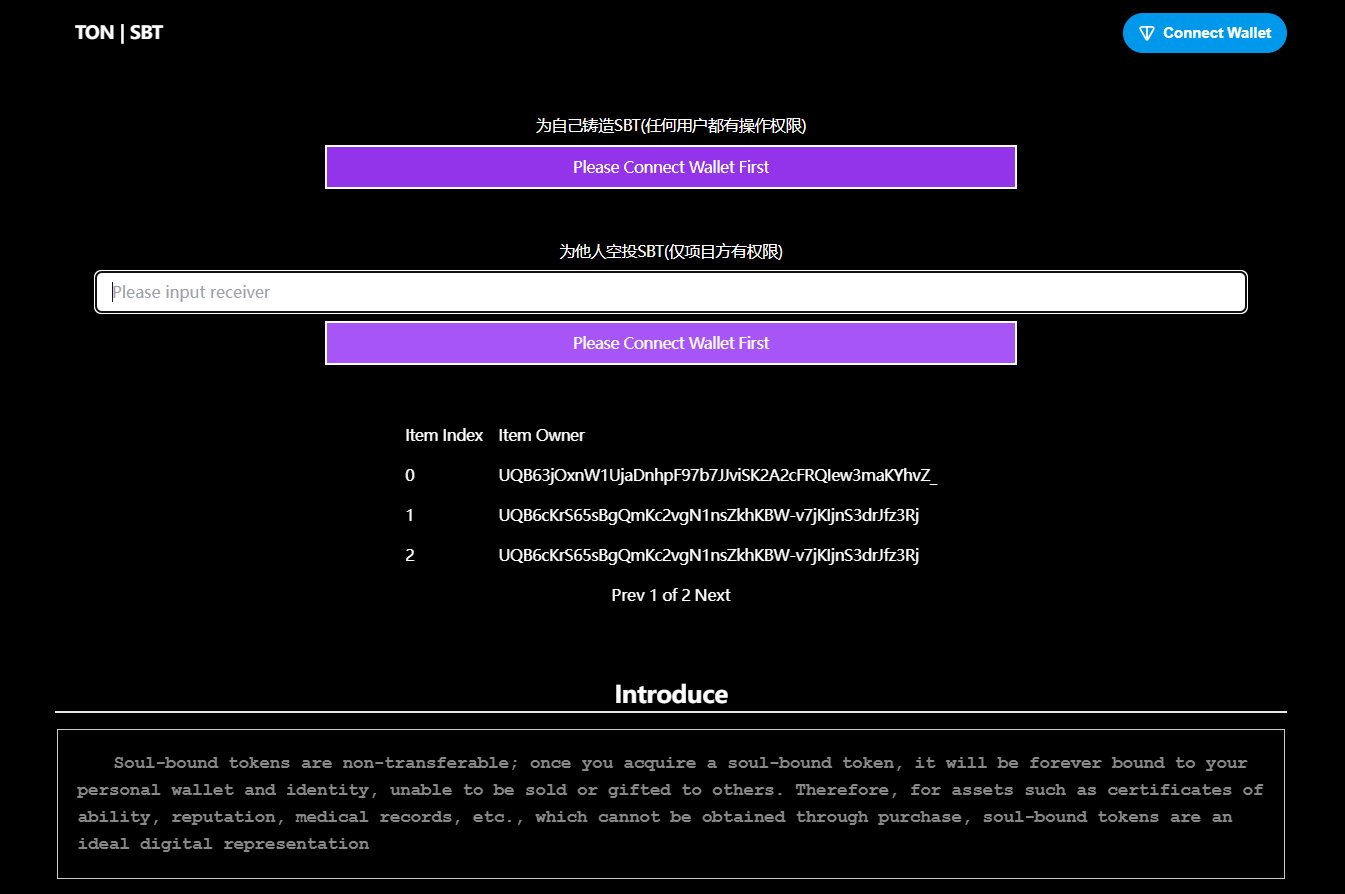 TON | SBT
Connect Wallet
为自己铸造SBT(任何用户都有操作权限)
Please Connect Wallet First
为他人空投SBT(仅项目方有权限)
Please input receiver
Please Connect Wallet First
Item Index Item Owner
0 UQB63jOxnW1UjaDnhpF97b7JJviSK2A2cFRQIew3maKYhvZ_
1 UQB6cKrS65sBgQmKc2vgN1nsZkhKBW-v7jKIjnS3drJfz3Rj
2 UQB6cKrS65sBgQmKc2vgN1nsZkhKBW-v7jKIjnS3drJfz3Rj
Prev 1 of 2 Next
Introduce
Soul-bound tokens are non-transferable; once you acquire a soul-bound token, it will be forever bound to your
personal wallet and identity, unable to be sold or gifted to others. Therefore, for assets such as certificates of
ability, reputation, medical records, etc., which cannot be obtained through purchase, soul-bound tokens are an
ideal digital representation